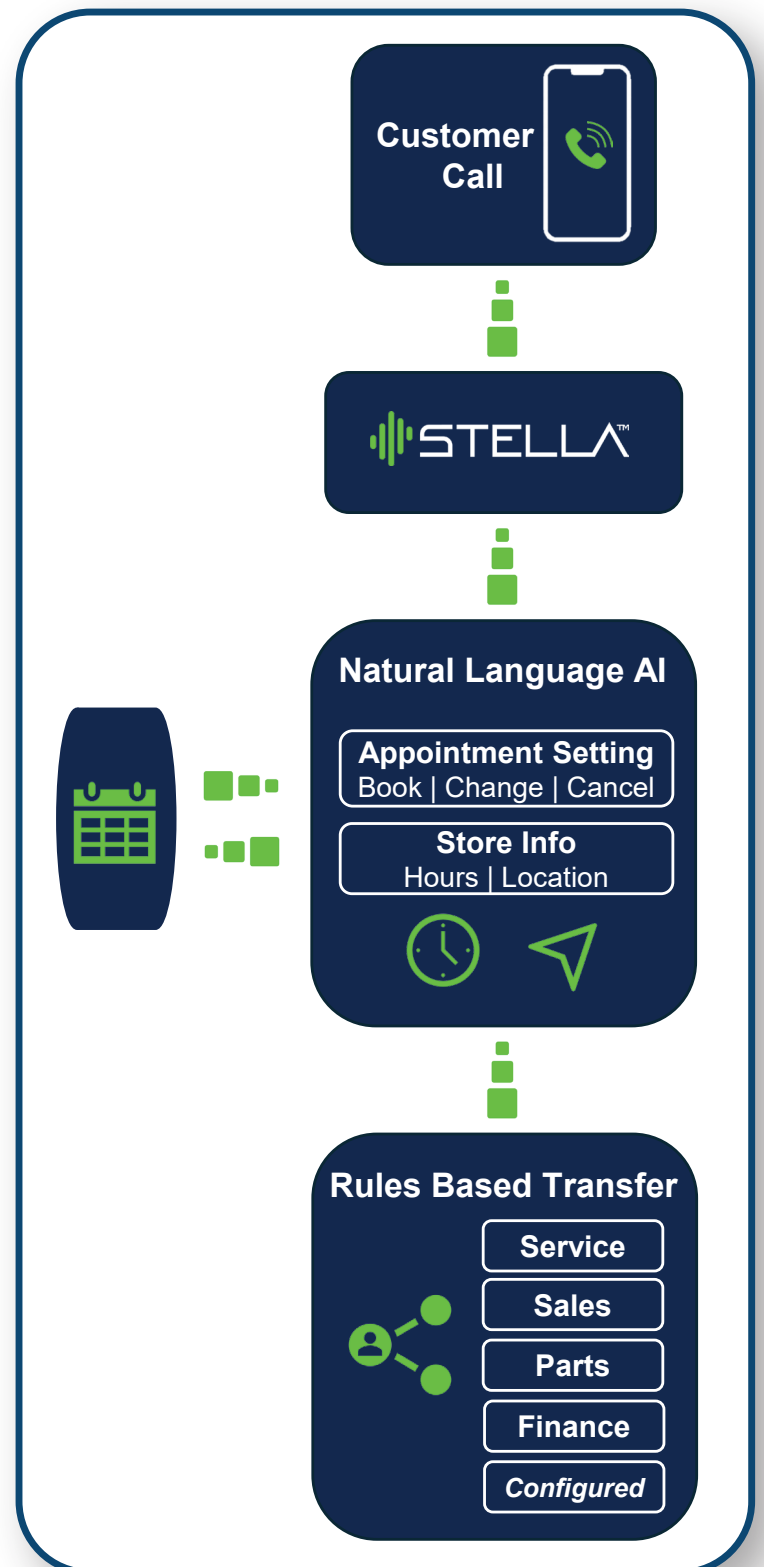 Customer
Call
STELLA™
Natural Language AI
Appointment Setting
Book | Change | Cancel
Store Info
Hours | Location
Rules Based Transfer
Service
Sales
Parts
Finance
Configured